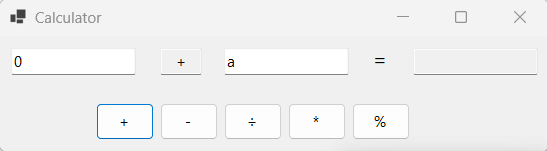 Calculator
0 + a =
+ - ÷ * %